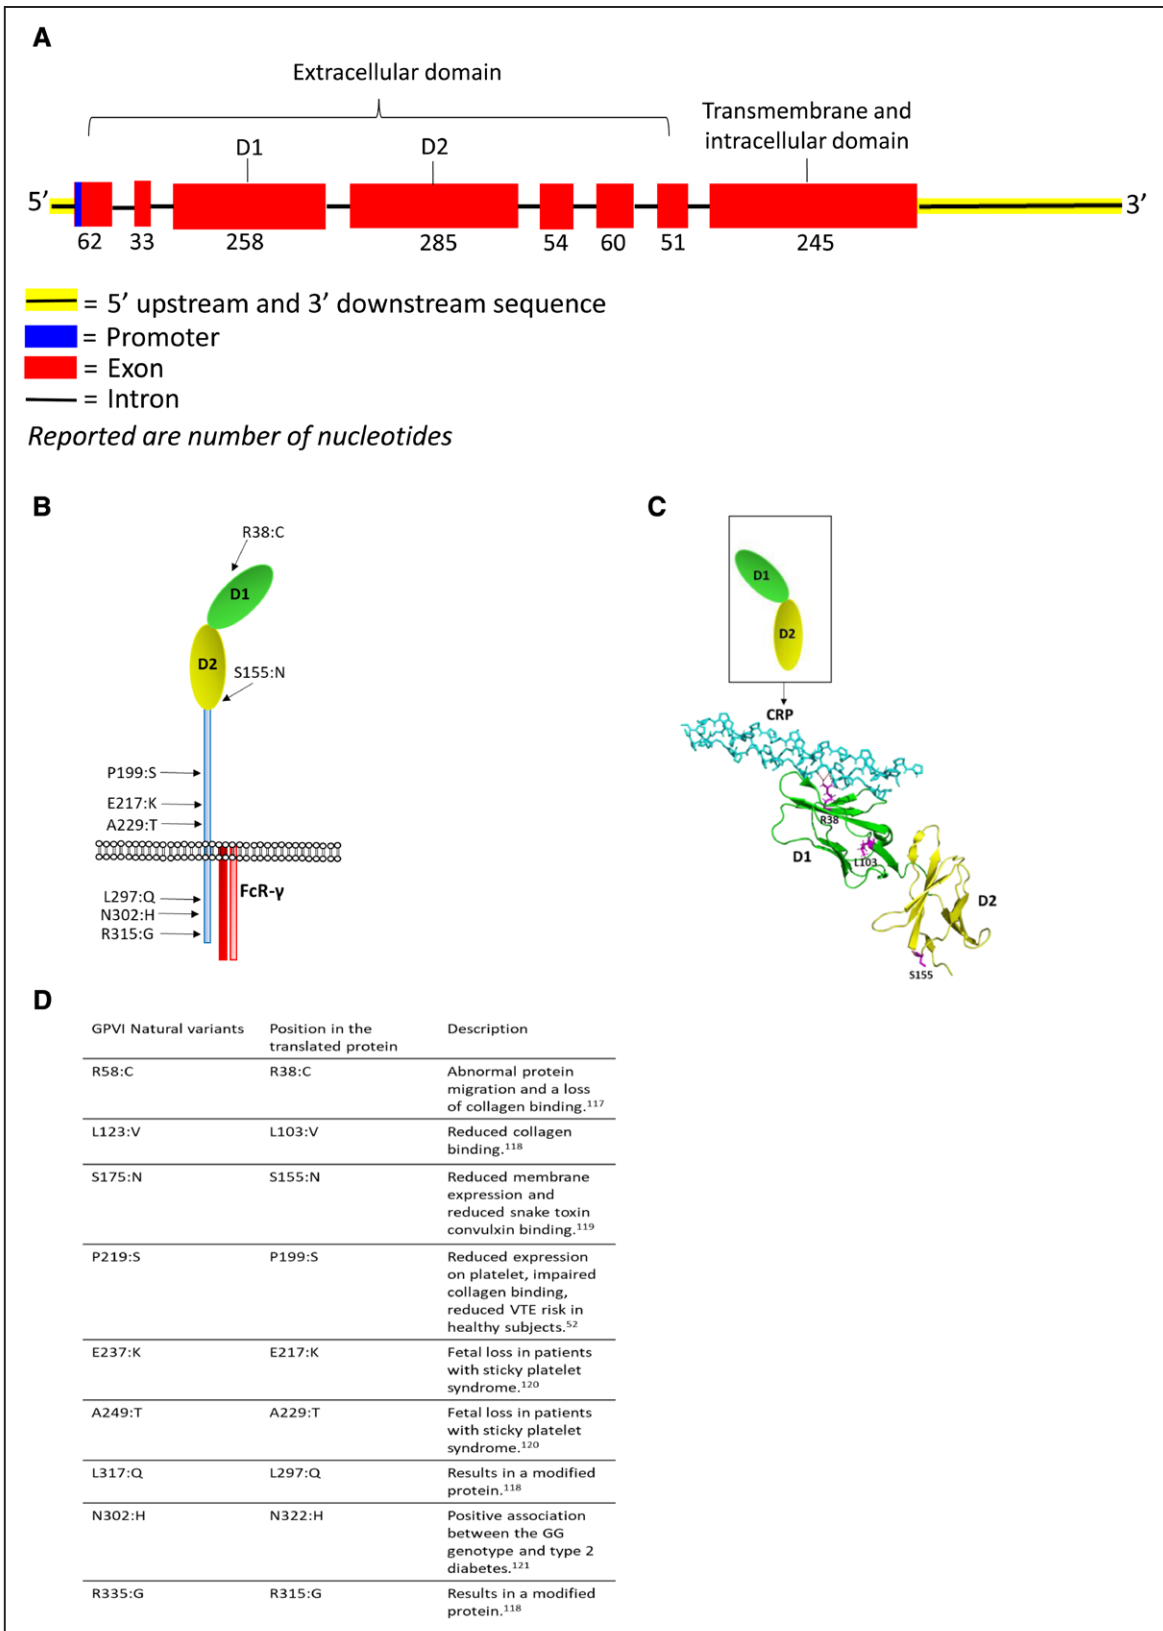 A
Extracellular domain
Transmembrane and
intracellular domain
D1
D2
5’
3’
62
33
258
285
54
60
51
245
= 5’ upstream and 3’ downstream sequence
= Promoter
= Exon
= Intron
Reported are number of nucleotides
B
R38:C
D1
D2
S155:N
P199:S
E217:K
A229:T
FcR-γ
L297:Q
N302:H
R315:G
C
D1
D2
CRP
R38
D1
L103
D2
S155
D
GPVI Natural variants
Position in the
translated protein
Description
R58:C
R38:C
Abnormal protein
migration and a loss
of collagen binding.117
L123:V
L103:V
Reduced collagen
binding.118
S175:N
S155:N
Reduced membrane
expression and
reduced snake toxin
convulxin binding.119
P219:S
P199:S
Reduced expression
on platelet, impaired
collagen binding,
reduced VTE risk in
healthy subjects.52
E237:K
E217:K
Fetal loss in patients
with sticky platelet
syndrome.120
A249:T
A229:T
Fetal loss in patients
with sticky platelet
syndrome.120
L317:Q
L297:Q
Results in a modified
protein.118
N302:H
N322:H
Positive association
between the GG
genotype and type 2
diabetes.121
R335:G
R315:G
Results in a modified
protein.118